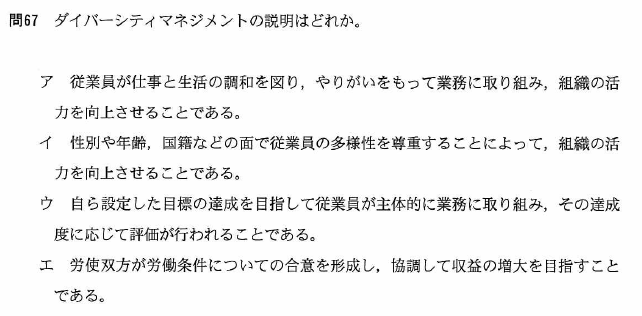 問67 ダイバーシティマネジメントの説明はどれか。
ア 従業員が仕事と生活の調和を図り，やりがいをもって業務に取り組み，組織の活
力を向上させることである。
イ 性別や年齢，国籍などの面で従業員の多様性を尊重することによって，組織の活
力を向上させることである。
ウ 自ら設定した目標の達成を目指して従業員が主体的に業務に取り組み，その達成
度に応じて評価が行われることである。
エ 労使双方が労働条件についての合意を形成し，協調して収益の増大を目指すこと
である。